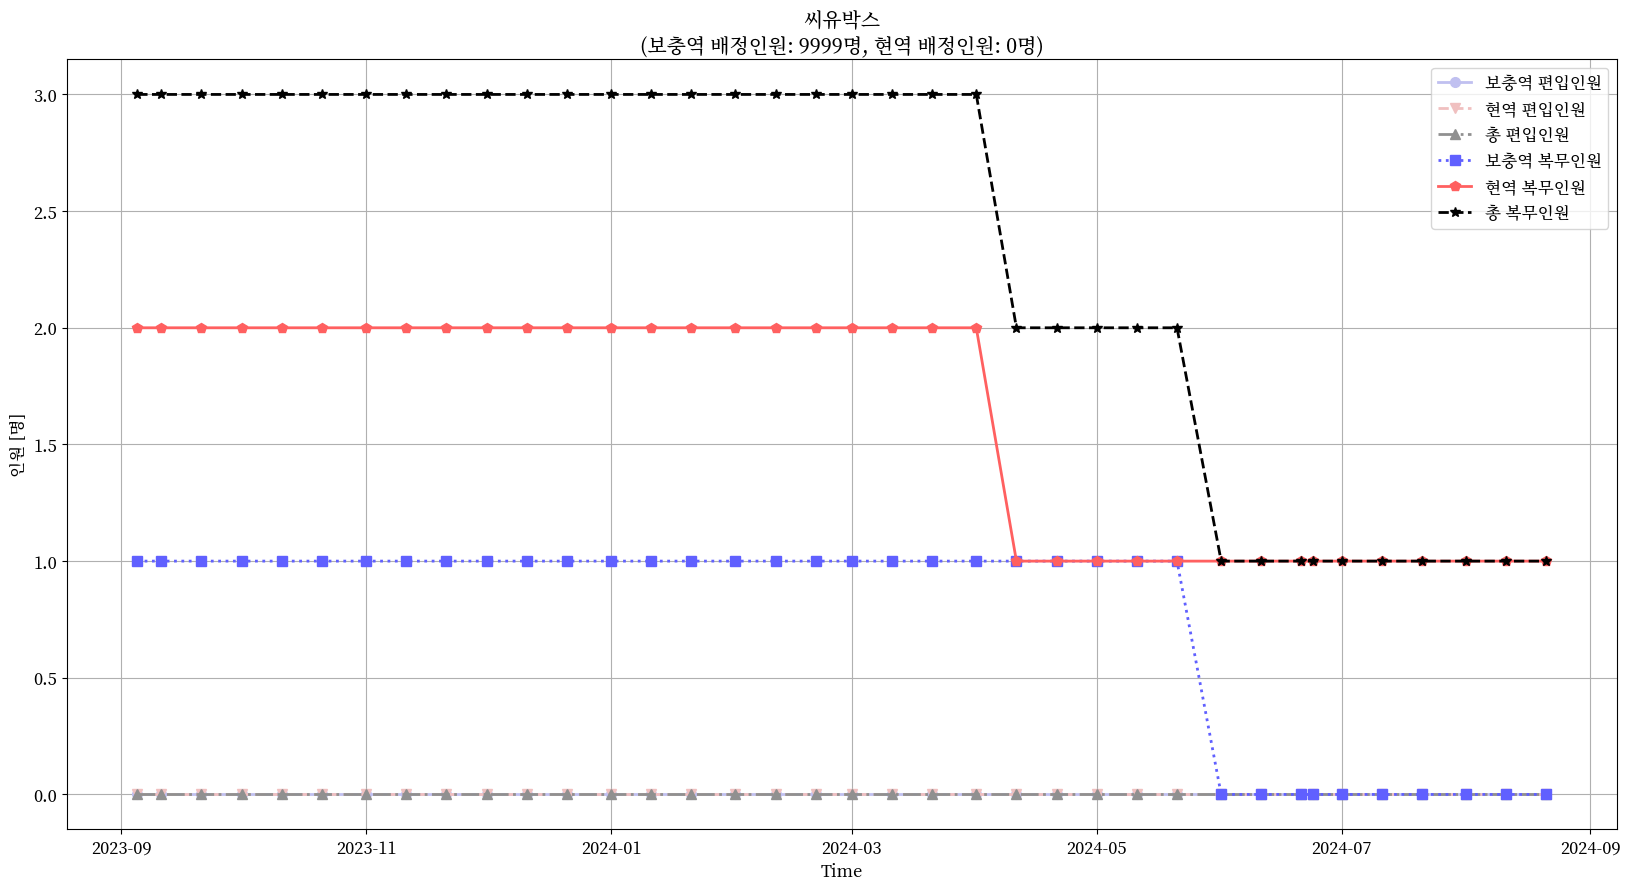 씨유박스
(보충역 배정인원: 9999명, 현역 배정인원: 0명)
보충역 편입인원
현역 편입인원
총 편입인원
보충역 복무인원
현역 복무인원
총 복무인원
인원 [명]
3.0
2.5
2.0
1.5
1.0
0.5
0.0
2023-09
2023-11
2024-01
2024-03
2024-05
2024-07
2024-09
Time